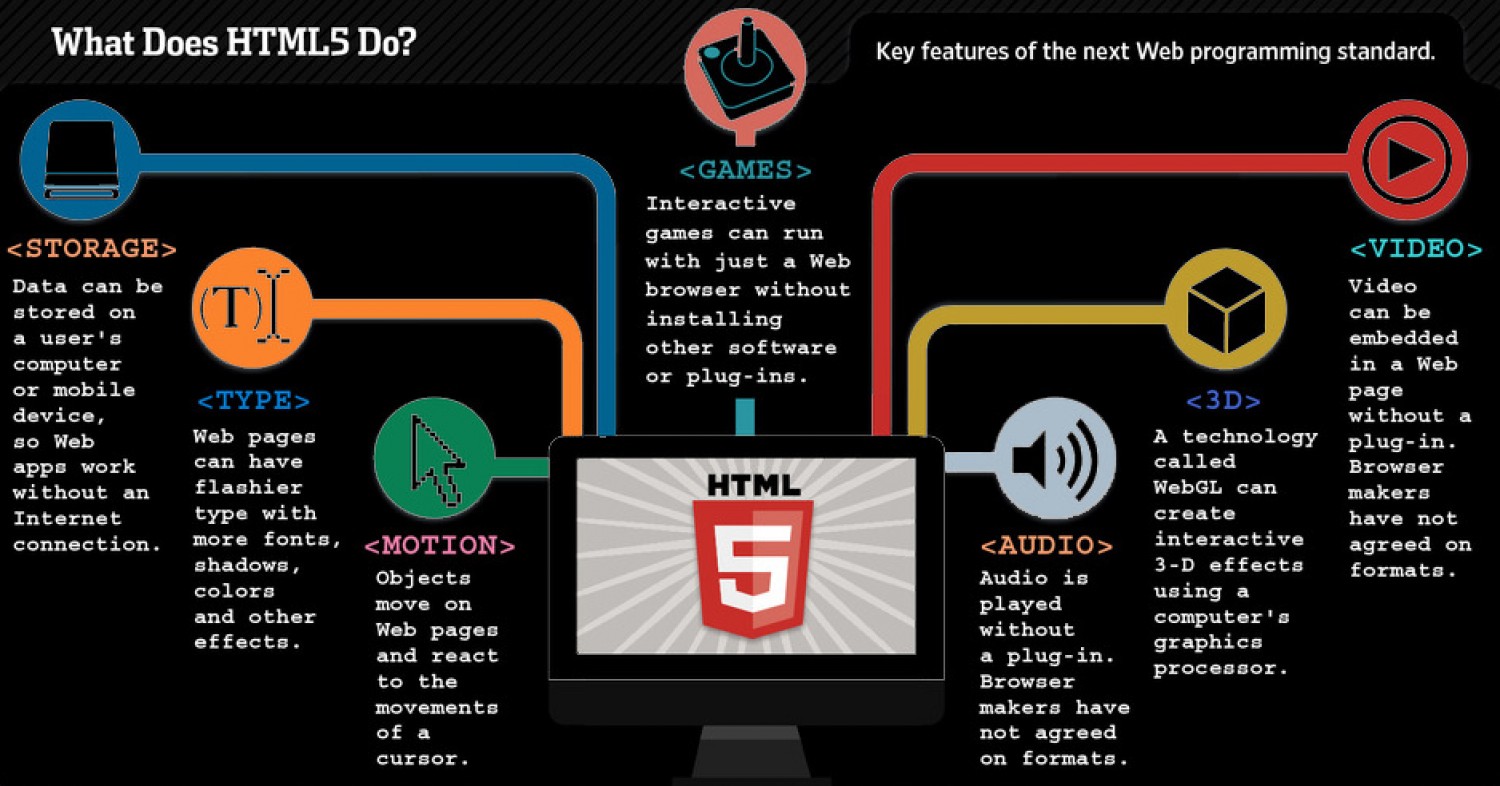 What Does HTML5 Do?
Key features of the next Web programming standard.
<STORAGE>
Data can be
stored on
a user's
computer
or mobile
device,
so Web
apps work
without an
Internet
connection.
(T)
<TYPE>
Web pages
can have
flashier
type with
more fonts,
shadows,
colors
and other
effects.
<MOTION>
Objects
move on
Web pages
and react
to the
movements
of a
cursor.
<GAMES>
Interactive
games can run
with just a Web
browser without
installing
other software
or plug-ins.
HTML
5
<AUDIO>
Audio is
played
without
a plug-in.
Browser
makers have
not agreed
on formats.
<3D>
A technology
called
WebGL can
create
interactive
3-D effects
using a
computer's
graphics
processor.
<VIDEO>
Video
can be
embedded
in a Web
page
without a
plug-in.
Browser
makers
have not
agreed on
formats.